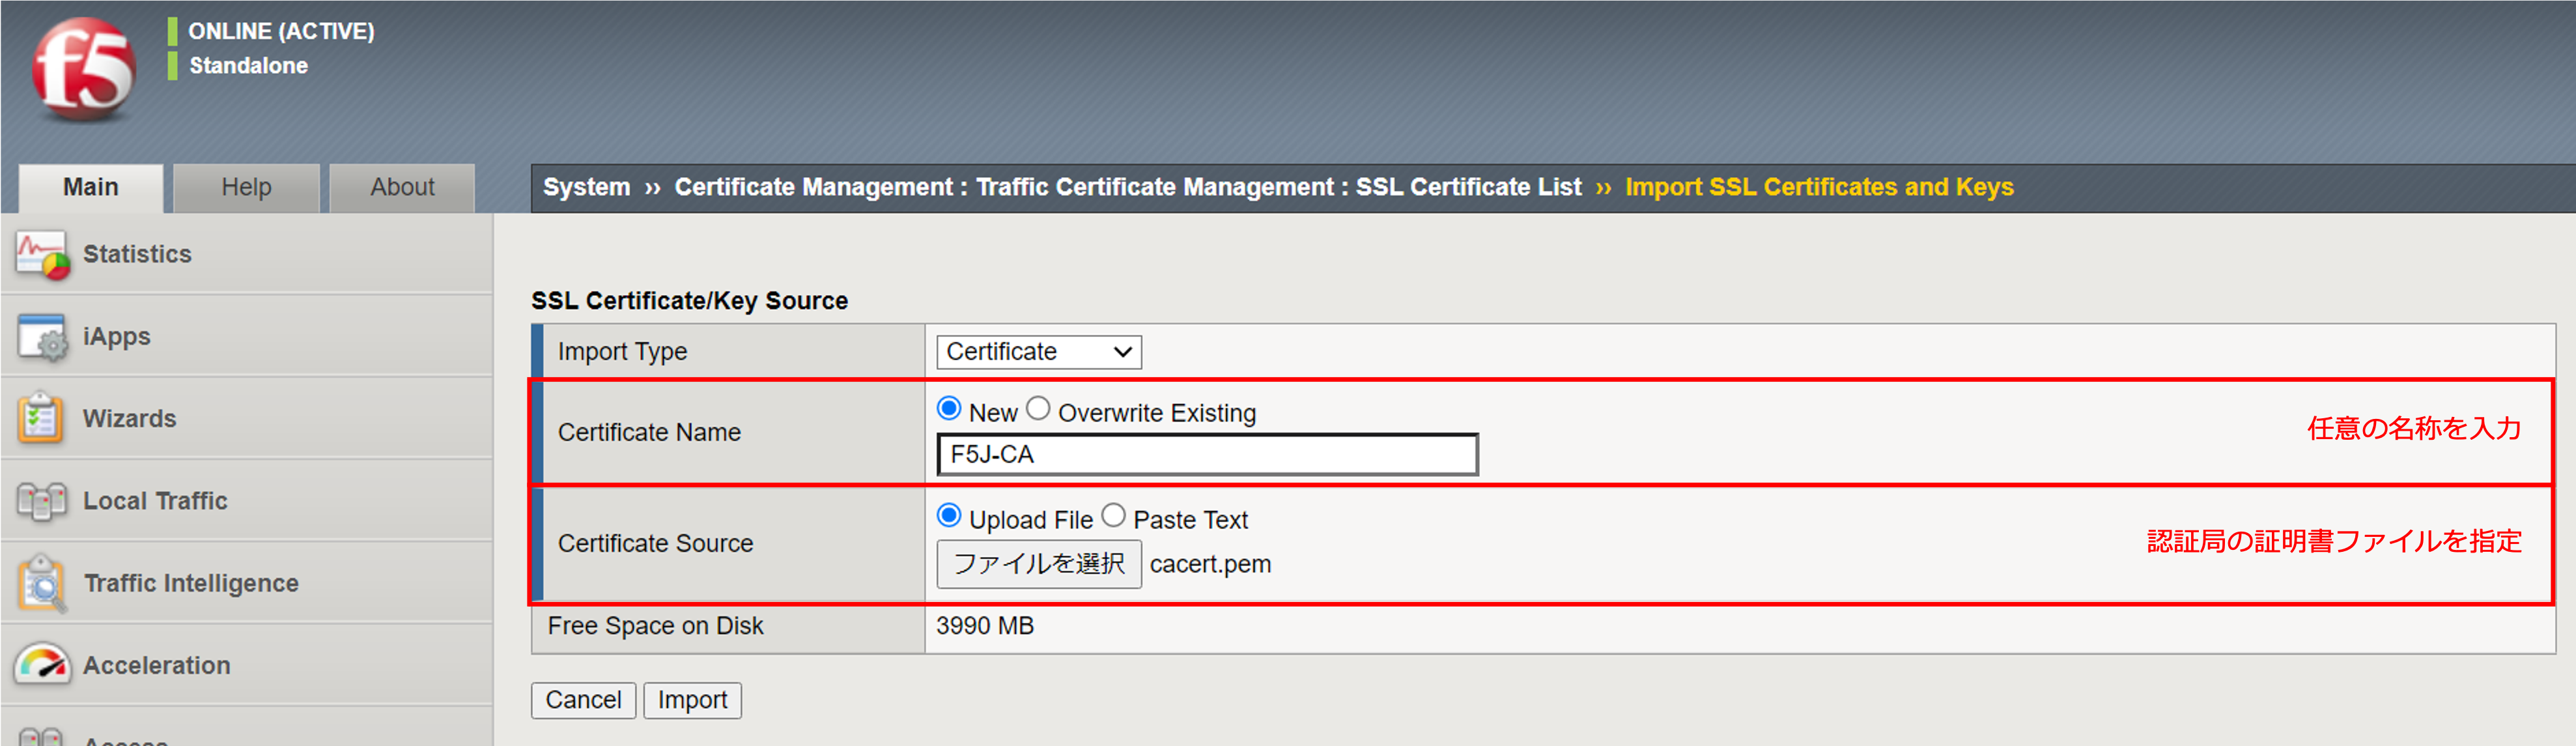 f5
ONLINE (ACTIVE)
Standalone
Main
Help
About
System ›› Certificate Management : Traffic Certificate Management : SSL Certificate List ›› Import SSL Certificates and Keys
Statistics
iApps
Wizards
Local Traffic
Traffic Intelligence
Acceleration
Access
SSL Certificate/Key Source
Import Type
Certificate
Certificate Name
New
Overwrite Existing
F5J-CA
任意の名称を入力
Certificate Source
Upload File
Paste Text
ファイルを選択 cacert.pem
認証局の証明書ファイルを指定
Free Space on Disk
3990 MB
Cancel
Import